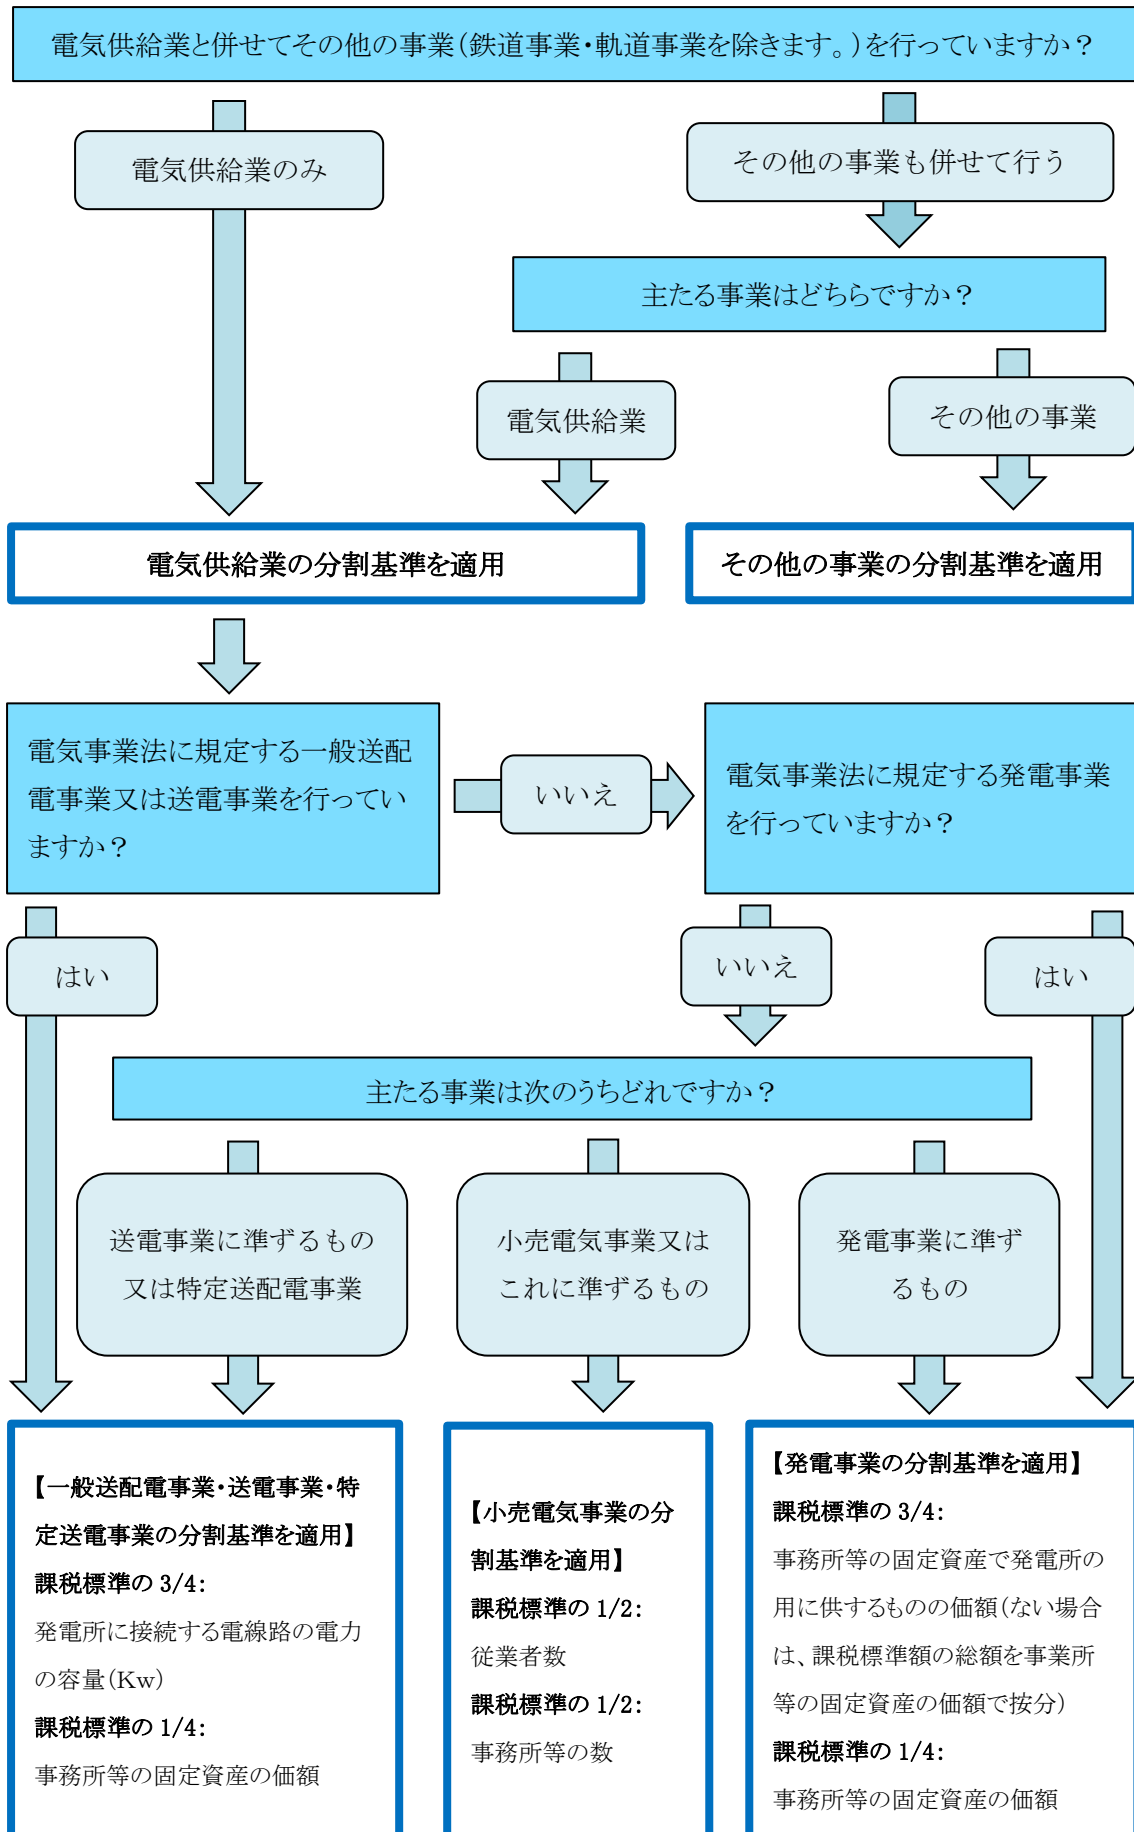 電気供給業と併せてその他の事業(鉄道事業・軌道事業を除きます。)を行っていますか？
電気供給業のみ
その他の事業も併せて行う
主たる事業はどちらですか？
電気供給業
その他の事業
電気供給業の分割基準を適用
その他の事業の分割基準を適用
電気事業法に規定する一般送配
電事業又は送電事業を行ってい
ますか？
いいえ
電気事業法に規定する発電事業
を行っていますか？
はい
いいえ
はい
主たる事業は次のうちどれですか？
送電事業に準ずるもの
又は特定送配電事業
小売電気事業又は
これに準ずるもの
発電事業に準ず
るもの
【一般送配電事業・送電事業・特
定送電事業の分割基準を適用】
課税標準の 3/4：
発電所に接続する電線路の電力
の容量(Kw)
課税標準の 1/4：
事務所等の固定資産の価額
【小売電気事業の分
割基準を適用】
課税標準の 1/2：
従業者数
課税標準の 1/2：
事務所等の数
【発電事業の分割基準を適用】
課税標準の 3/4：
事務所等の固定資産で発電所の
用に供するものの価額(ない場合
は、課税標準額の総額を事業所
等の固定資産の価額で按分)
課税標準の 1/4：
事務所等の固定資産の価額